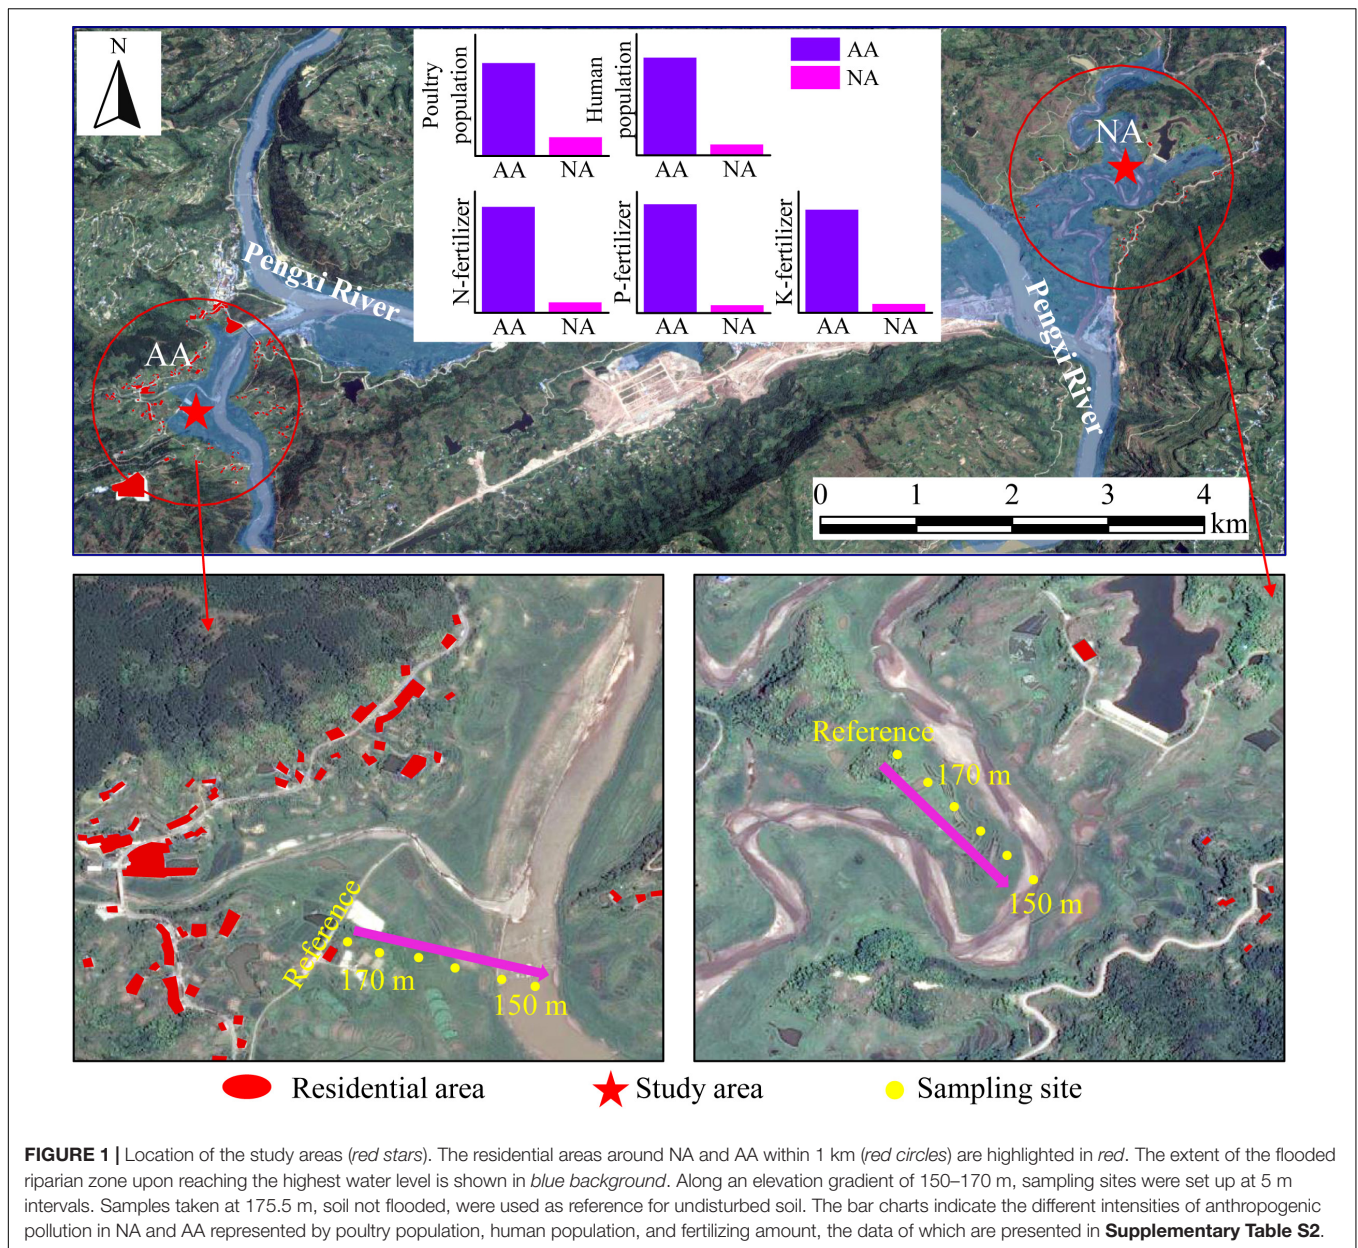 N
Poultry
population
AA
NA
Human
population
AA
NA
AA
NA
N-fertilizer
AA
NA
P-fertilizer
AA
NA
K-fertilizer
AA
NA
NA
AA
Pengxi River
Pengxi River
0 1 2 3 4
km
Reference
170 m
150 m
Reference
170 m
150 m
Residential area
Study area
Sampling site
FIGURE 1 | Location of the study areas (red stars). The residential areas around NA and AA within 1 km (red circles) are highlighted in red. The extent of the flooded
riparian zone upon reaching the highest water level is shown in blue background. Along an elevation gradient of 150–170 m, sampling sites were set up at 5 m
intervals. Samples taken at 175.5 m, soil not flooded, were used as reference for undisturbed soil. The bar charts indicate the different intensities of anthropogenic
pollution in NA and AA represented by poultry population, human population, and fertilizing amount, the data of which are presented in Supplementary Table S2.